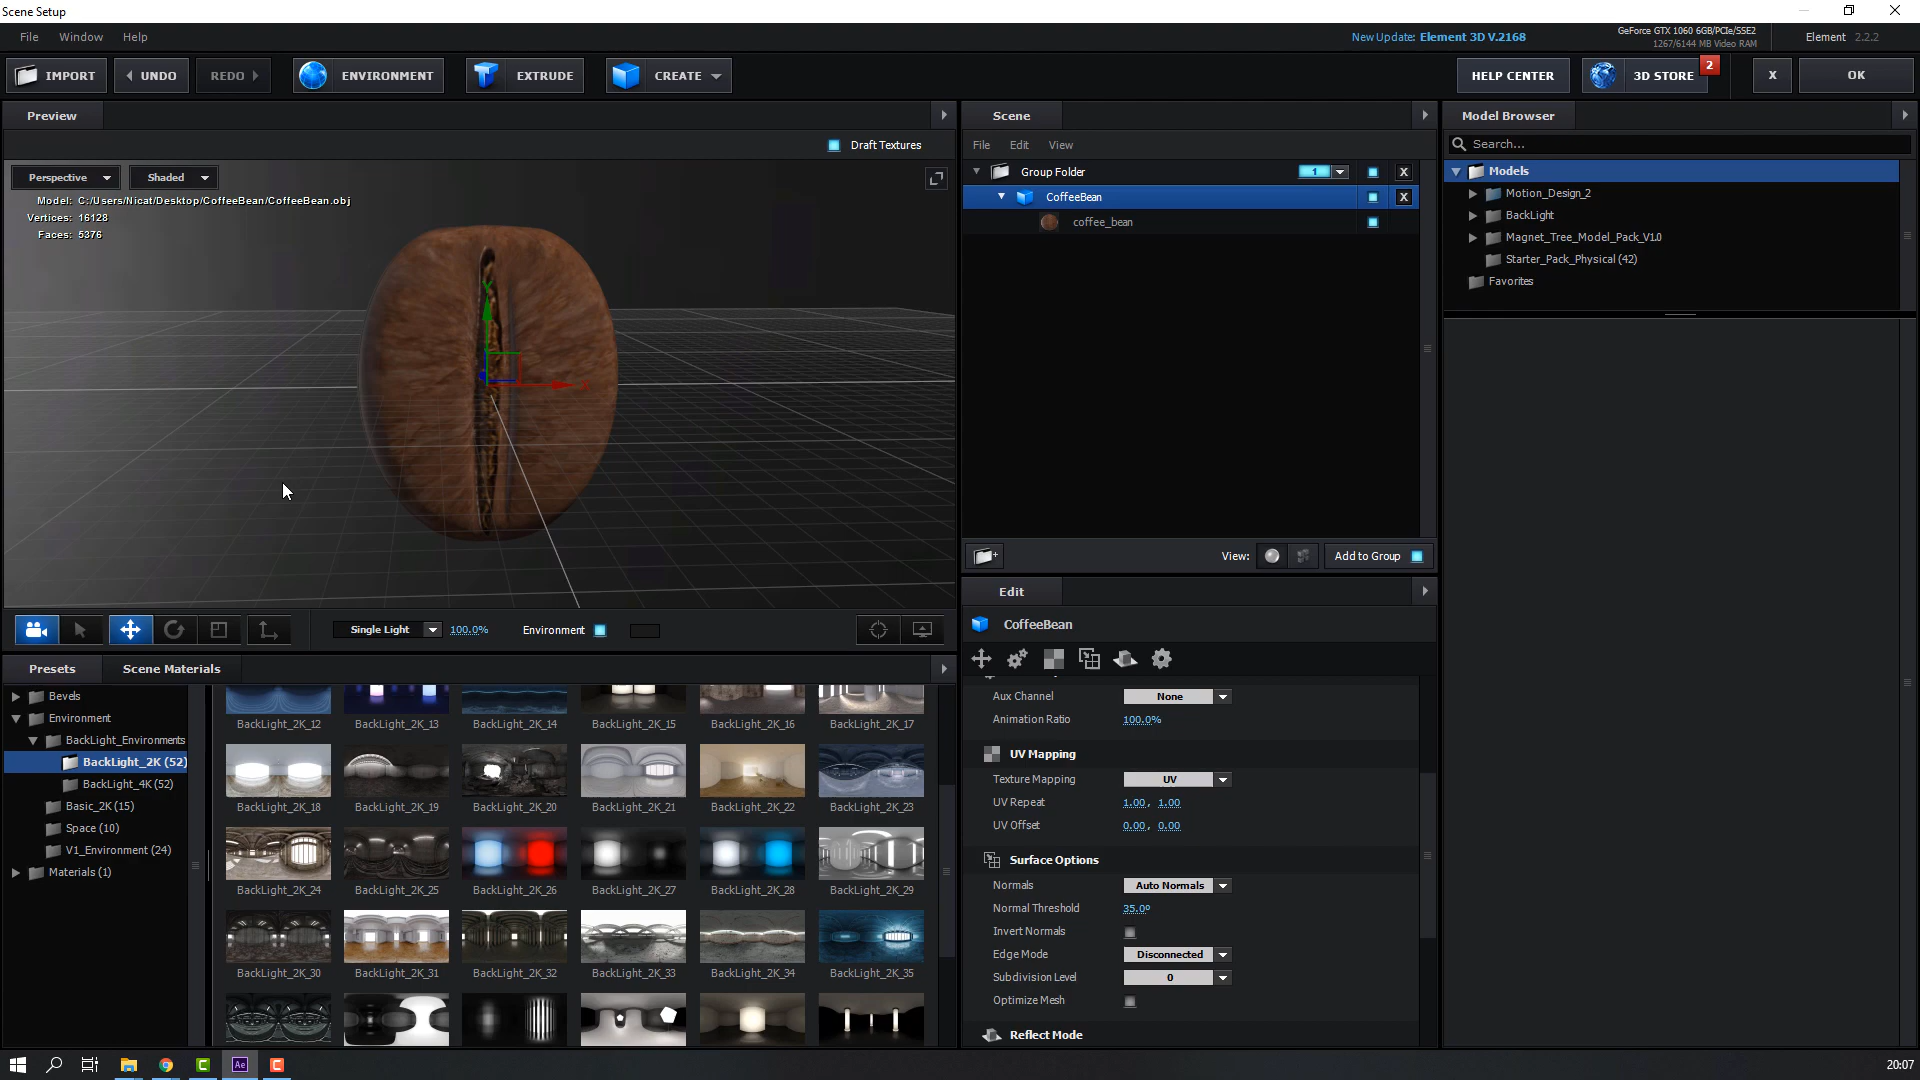 Scene Setup
File Window Help
New Update: Element 3D V.2168
GeForce GTX 1060 6GB/PCIe/SSE2
1267/6144 MB Video RAM
Element 2.2.2
IMPORT UNDO REDO ENVIRONMENT EXTRUDE CREATE HELP CENTER 3D STORE 2 X OK
Preview
Draft Textures
Perspective Shaded
Model: C:/Users/Nicat/Desktop/CoffeeBean/CoffeeBean.obj
Vertices: 16128
Faces: 5376
Single Light 100.0% Environment
Scene
File Edit View
Group Folder 1 X
CoffeeBean X
coffee_bean
View: Add to Group
Model Browser
Search...
Models
Motion_Design_2
BackLight
Magnet_Tree_Model_Pack_V1.0
Starter_Pack_Physical (42)
Favorites
Presets Scene Materials
Bevels
Environment
BackLight_Environments
BackLight_2K (52)
BackLight_4K (52)
Basic_2K (15)
Space (10)
V1_Environment (24)
Materials (1)
BackLight_2K_12 BackLight_2K_13 BackLight_2K_14 BackLight_2K_15 BackLight_2K_16 BackLight_2K_17
BackLight_2K_18 BackLight_2K_19 BackLight_2K_20 BackLight_2K_21 BackLight_2K_22 BackLight_2K_23
BackLight_2K_24 BackLight_2K_25 BackLight_2K_26 BackLight_2K_27 BackLight_2K_28 BackLight_2K_29
BackLight_2K_30 BackLight_2K_31 BackLight_2K_32 BackLight_2K_33 BackLight_2K_34 BackLight_2K_35
Edit
CoffeeBean
Aux Channel None
Animation Ratio 100.0%
UV Mapping
Texture Mapping UV
UV Repeat 1.00, 1.00
UV Offset 0.00, 0.00
Surface Options
Normals Auto Normals
Normal Threshold 35.0º
Invert Normals
Edge Mode Disconnected
Subdivision Level 0
Optimize Mesh
Reflect Mode
Ae
20:07